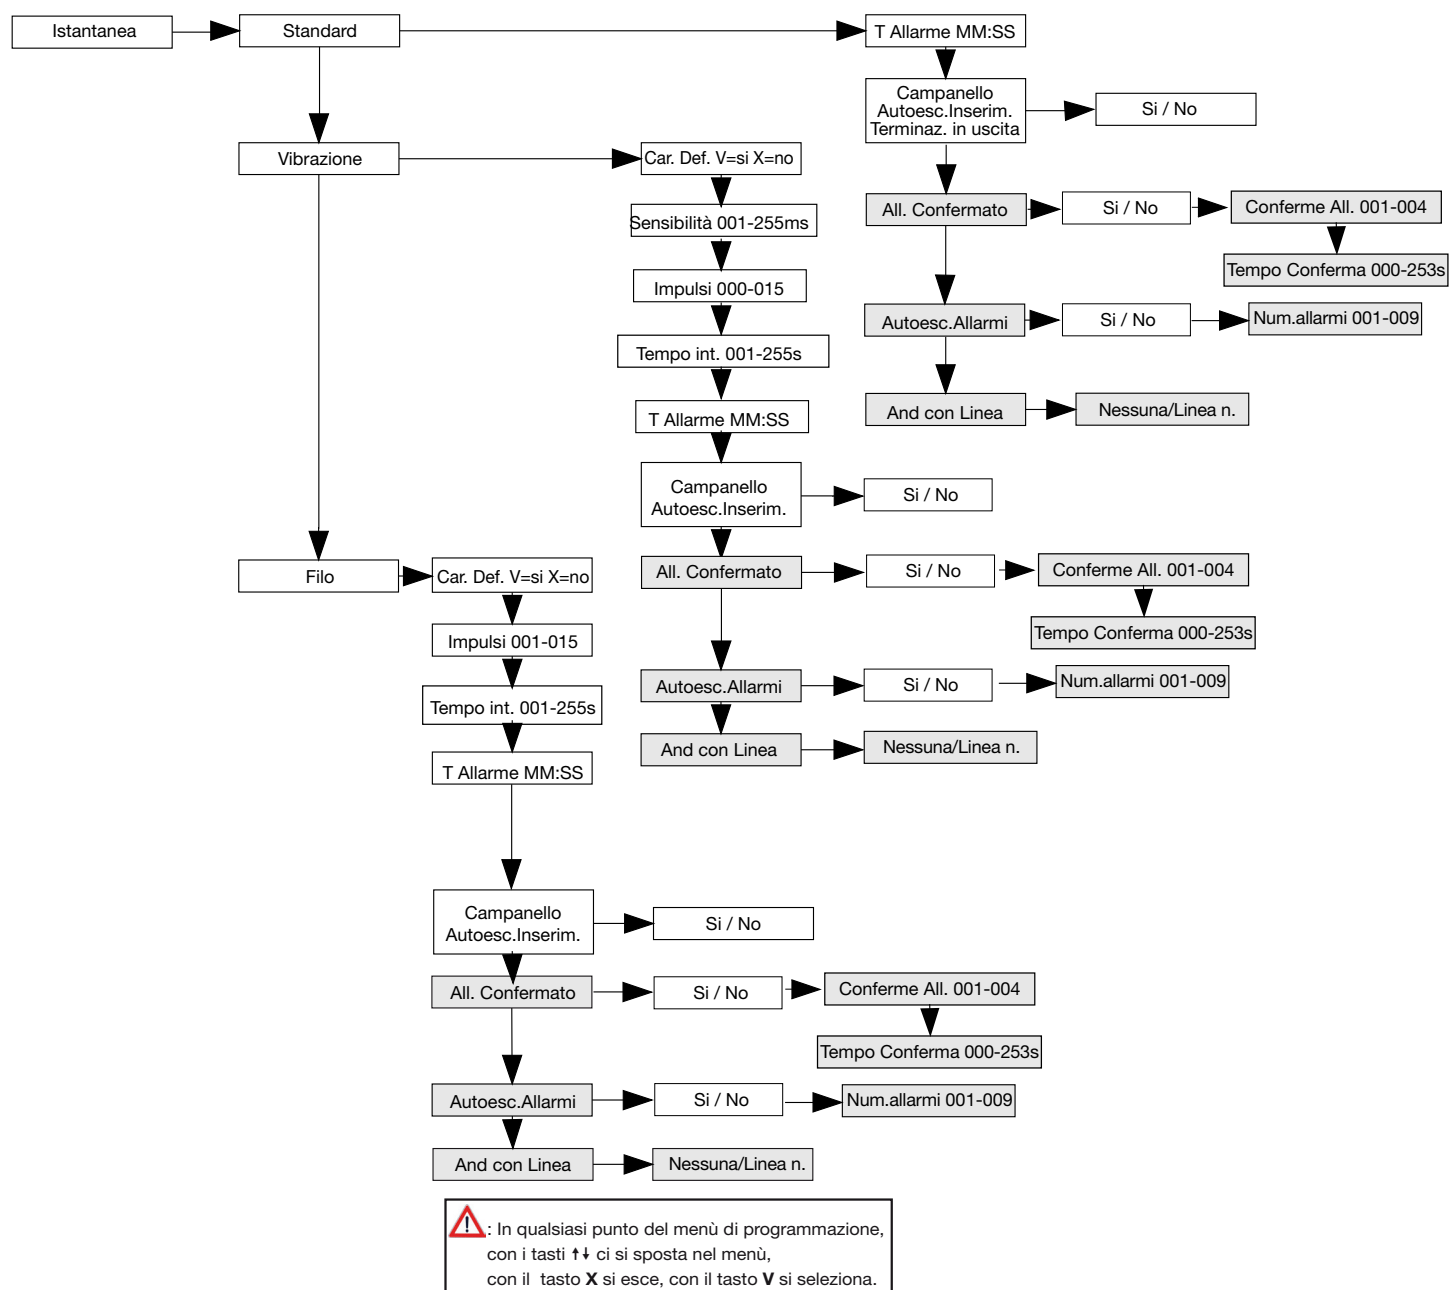 Istantanea
Standard
T Allarme MM:SS
Campanello
Autoesc.Inserim.
Terminaz. in uscita
Si / No
Vibrazione
Car. Def. V=si X=no
All. Confermato
Si / No
Conferme All. 001-004
Sensibilità 001-255ms
Tempo Conferma 000-253s
Impulsi 000-015
Autoesc.Allarmi
Si / No
Num.allarmi 001-009
Tempo int. 001-255s
T Allarme MM:SS
And con Linea
Nessuna/Linea n.
Campanello
Autoesc.Inserim.
Si / No
Filo
Car. Def. V=si X=no
All. Confermato
Si / No
Conferme All. 001-004
Impulsi 001-015
Tempo Conferma 000-253s
Autoesc.Allarmi
Si / No
Num.allarmi 001-009
Tempo int. 001-255s
And con Linea
Nessuna/Linea n.
T Allarme MM:SS
Campanello
Autoesc.Inserim.
Si / No
All. Confermato
Si / No
Conferme All. 001-004
Tempo Conferma 000-253s
Autoesc.Allarmi
Si / No
Num.allarmi 001-009
And con Linea
Nessuna/Linea n.
: In qualsiasi punto del menù di programmazione,
con i tasti ↑↓ ci si sposta nel menù,
con il tasto X si esce, con il tasto V si seleziona.